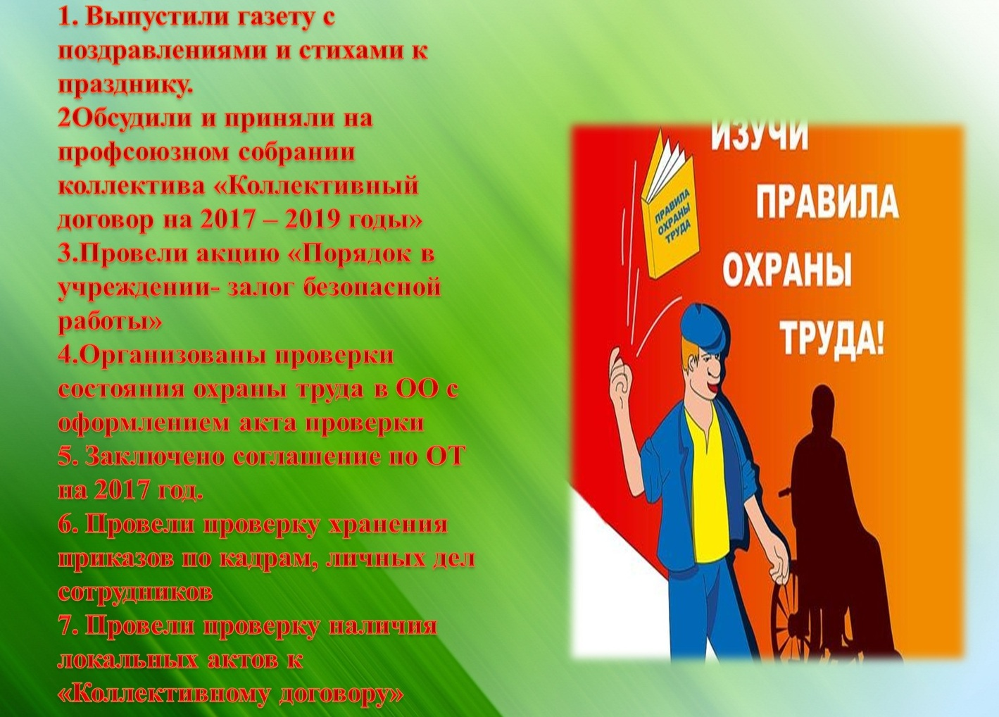 1. Выпустили газету с
поздравлениями и стихами к
празднику.
2Обсудили и приняли на
профсоюзном собрании
коллектива «Коллективный
договор на 2017 – 2019 годы»
3.Провели акцию «Порядок в
учреждении- залог безопасной
работы»
4.Организованы проверки
состояния охраны труда в ОО с
оформлением акта проверки
5. Заключено соглашение по ОТ
на 2017 год.
6. Провели проверку хранения
приказов по кадрам, личных дел
сотрудников
7. Провели проверку наличия
локальных актов к
«Коллективному договору»
ИЗУЧИ
ПРАВИЛА
ОХРАНЫ
ТРУДА!
ПРАВИЛА
ОХРАНЫ
ТРУДА